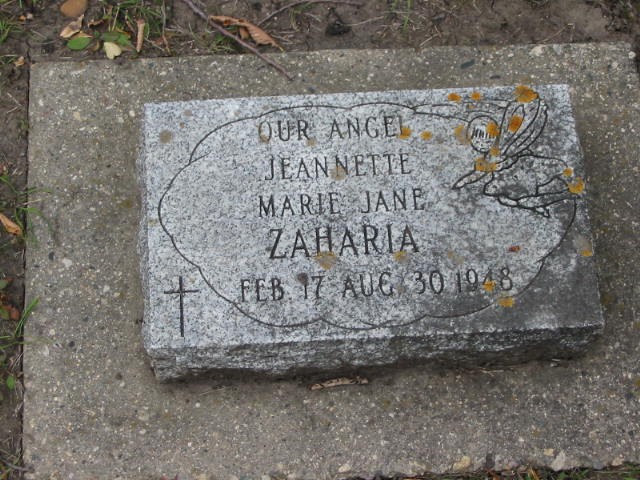 OUR ANGEL
JEANNETTE
MARIE JANE
ZAHARIA
FEB 17 AUG 30 1948